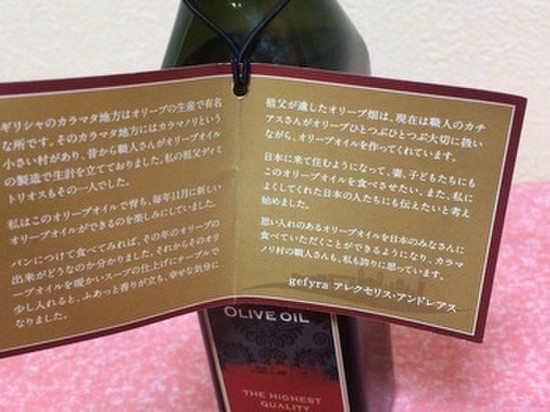 ギリシャのカラマタ地方はオリーブの生産で有名
な所です。そのカラマタ地方にはカラマノリという
小さい村があり、昔から職人さんがオリーブオイル
の製造で生計を立てておりました。私の祖父ディミ
トリオスもその一人でした。
私はこのオリーブオイルで育ち、毎年11月に新しい
オリーブオイルができるのを楽しみにしていました。
パンにつけて食べてみれば、その年のオリーブの
出来がどうなのか分かりました。それからそのオリ
ーブオイルを暖かいスープの仕上げにテーブルで
少し入れると、ふあっと香りが立ち、幸せな気分に
なりました。
祖父が遺したオリーブ畑は、現在は職人のカチ
アスさんがオリーブひとつぶひとつぶ大切に扱い
ながら、オリーブオイルを作ってくれています。
日本に来て住むようになって、妻、子どもたちにも
このオリーブオイルを食べさせたい、また、私に
よくしてくれた日本の人たちにも伝えたいと考え
始めました。
思い入れのあるオリーブオイルを日本のみなさんに
食べていただくことができるようになり、カラマ
ノリ村の職人さんも、私も誇りに思っています。
gefyra アレクセリス・アンドレアス
OLIVE OIL
THE HIGHEST
QUALITY